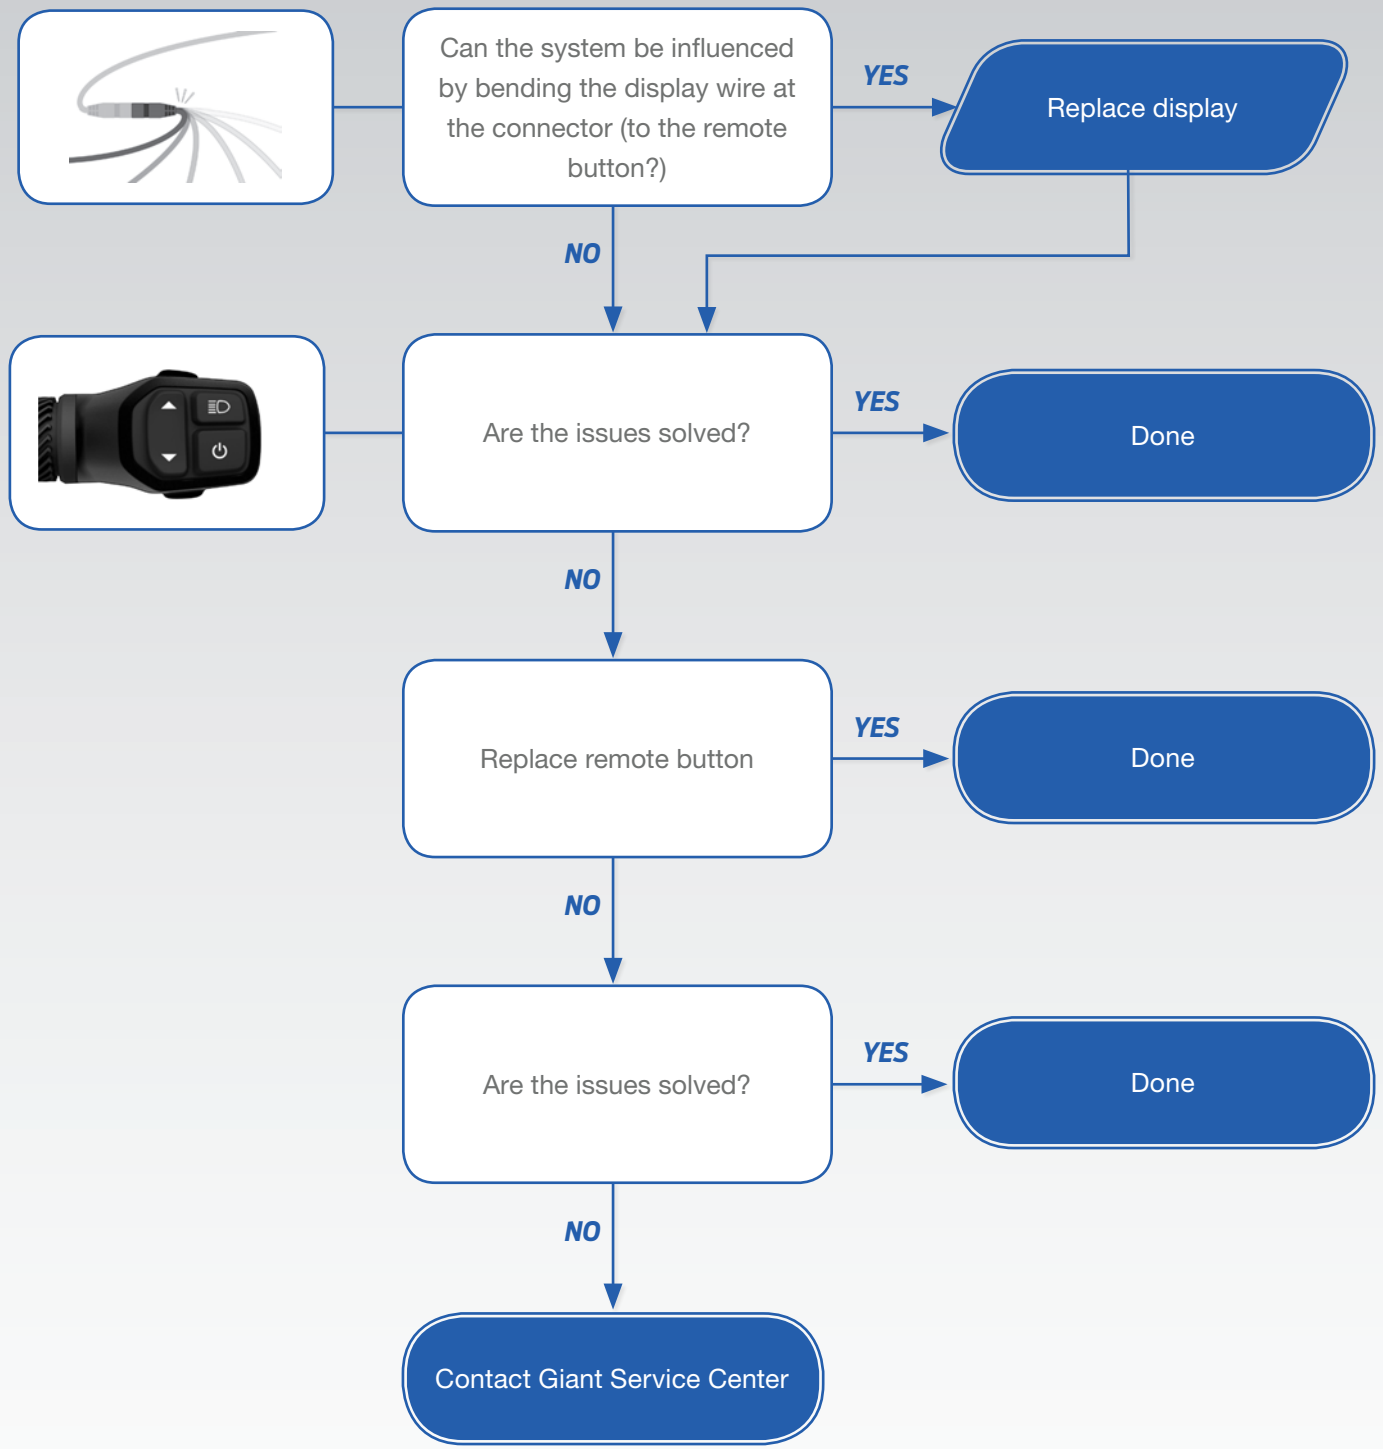 Can the system be influenced
by bending the display wire at
the connector (to the remote
button?)
YES
Replace display
NO
Are the issues solved?
YES
Done
NO
Replace remote button
YES
Done
NO
Are the issues solved?
YES
Done
NO
Contact Giant Service Center